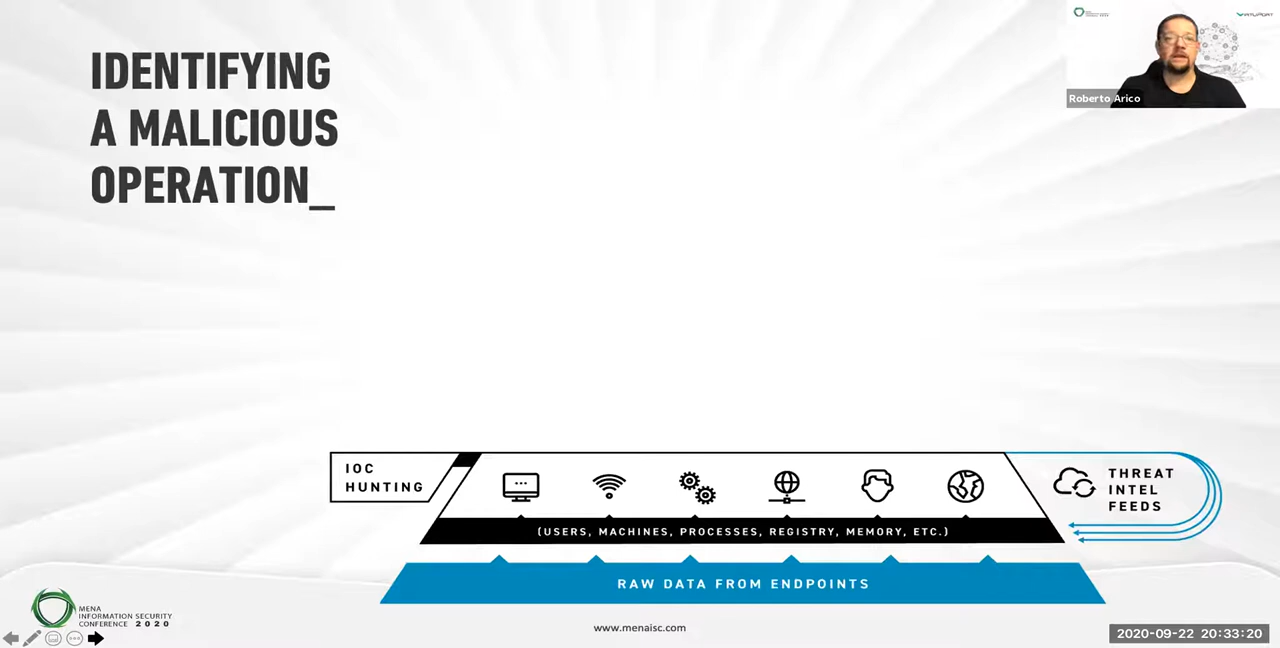 IDENTIFYING
A MALICIOUS
OPERATION_
Roberto Arico
IOC
HUNTING
THREAT
INTEL
FEEDS
(USERS, MACHINES, PROCESSES, REGISTRY, MEMORY, ETC.)
RAW DATA FROM ENDPOINTS
MENA
INFORMATION SECURITY
CONFERENCE 2020
www.menaisc.com
2020-09-22 20:33:20